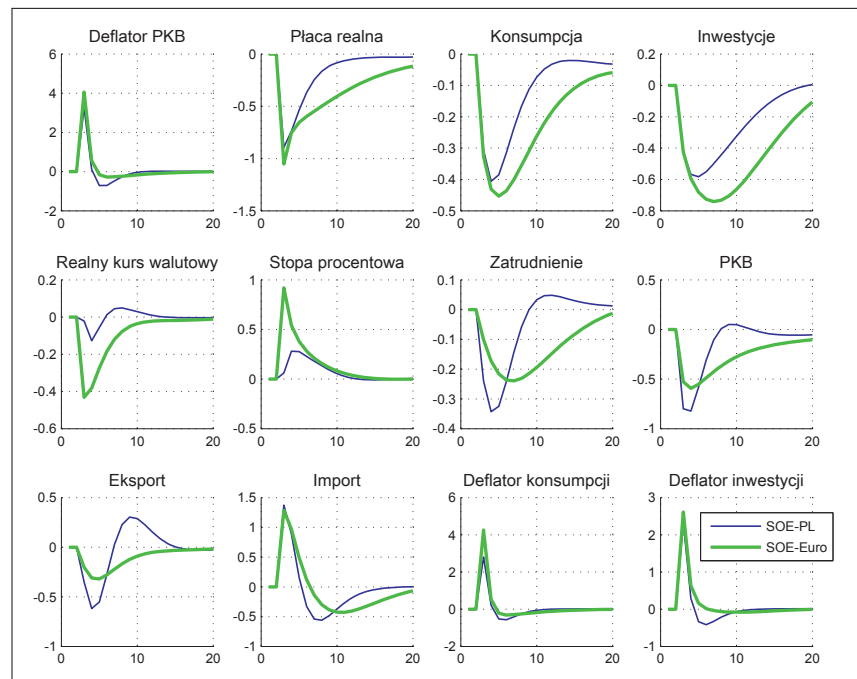 Deflator PKB
6
4
2
0
-2
0 10 20
Płaca realna
0
-0.5
-1
-1.5
0 10 20
Konsumpcja
-0
-0.1
-0.2
-0.3
-0.4
-0.5
0 10 20
Inwestycje
0.2
0
-0.2
-0.4
-0.6
-0.8
0 10 20
Realny kurs walutowy
0.2
0
-0.2
-0.4
-0.6
0 10 20
Stopa procentowa
1
0.5
0
-0.5
0 10 20
Zatrudnienie
0.1
-0
-0.1
-0.2
-0.3
-0.4
0 10 20
PKB
0.5
0
-0.5
-1
0 10 20
Eksport
0.5
0
-0.5
-1
0 10 20
Import
1.5
1
0.5
0
-0.5
-1
0 10 20
Deflator konsumpcji
6
4
2
0
-2
0 10 20
Deflator inwestycji
3
2
1
0
-1
0 10 20
SOE-PL
SOE-Euro